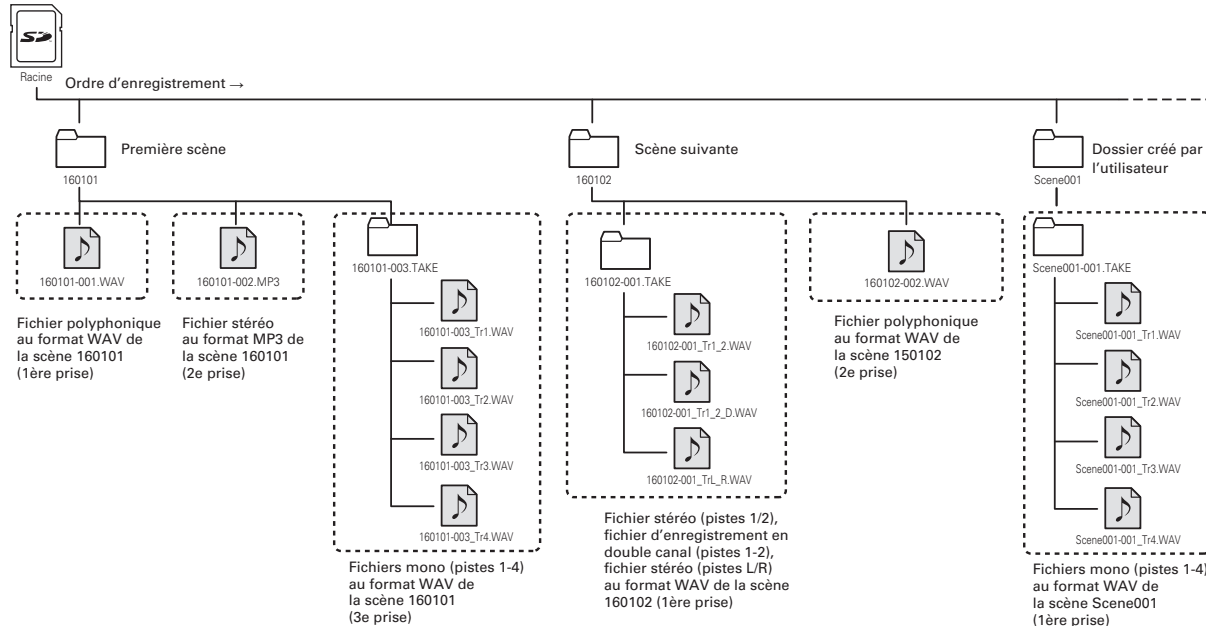 SD
Racine
Ordre d'enregistrement →
Première scène
160101
Scène suivante
160102
Dossier créé par
l'utilisateur
Scene001
160101-001.WAV
160101-002.MP3
160101-003.TAKE
160101-003_Tr1.WAV
160101-003_Tr2.WAV
160101-003_Tr3.WAV
160101-003_Tr4.WAV
160102-001.TAKE
160102-001_Tr1_2.WAV
160102-001_Tr1_2_D.WAV
160102-001_TrL_R.WAV
160102-002.WAV
Scene001-001.TAKE
Scene001-001_Tr1.WAV
Scene001-001_Tr2.WAV
Scene001-001_Tr3.WAV
Scene001-001_Tr4.WAV
Fichier polyphonique
au format WAV de
la scène 160101
(1ère prise)
Fichier stéréo
au format MP3 de
la scène 160101
(2e prise)
Fichiers mono (pistes 1-4)
au format WAV de
la scène 160101
(3e prise)
Fichier stéréo (pistes 1/2),
fichier d'enregistrement en
double canal (pistes 1-2),
fichier stéréo (pistes L/R)
au format WAV de la scène
160102 (1ère prise)
Fichier polyphonique
au format WAV de
la scène 150102
(2e prise)
Fichiers mono (pistes 1-4)
au format WAV de
la scène Scene001
(1ère prise)